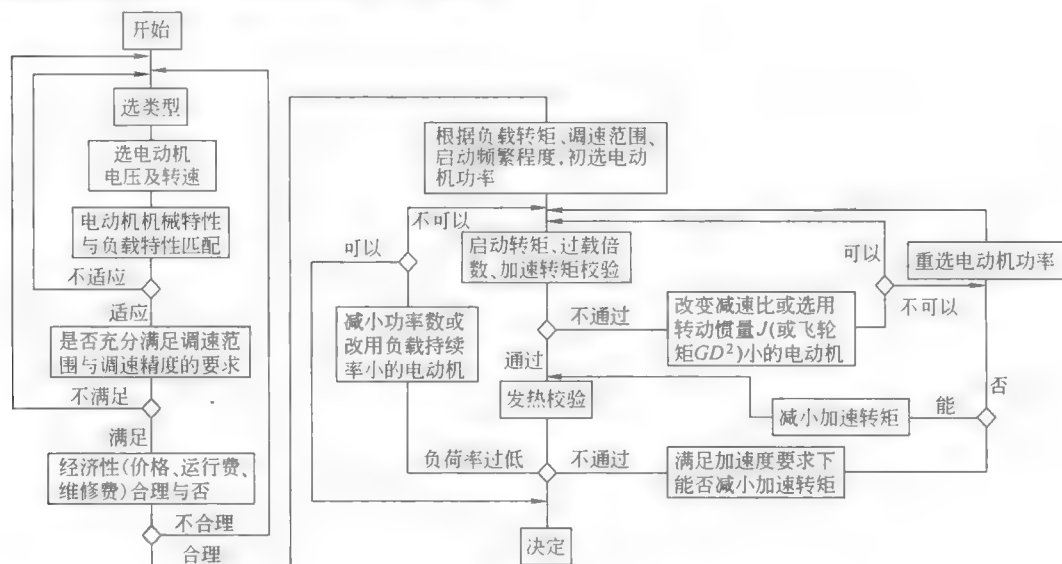 开始
选类型
选电动机
电压及转速
电动机机械特性
与负载特性匹配
不适应
适应
是否充分满足调速范
围与调速精度的要求
不满足
满足
经济性(价格、运行费、
维修费)合理与否
不合理
合理
根据负载转矩、调速范围、
启动频繁程度,初选电动
机功率
不可以
可以
启动转矩、过载倍
数、加速转矩校验
可以
重选电动机功率
不可以
减小功率数或
改用负载持续
率小的电动机
不通过
改变减速比或选用
转动惯量J(或飞轮
矩GD²)小的电动机
通过
发热校验
减小加速转矩
能
否
负荷率过低
不通过
满足加速度要求下
能否减小加速转矩
决定